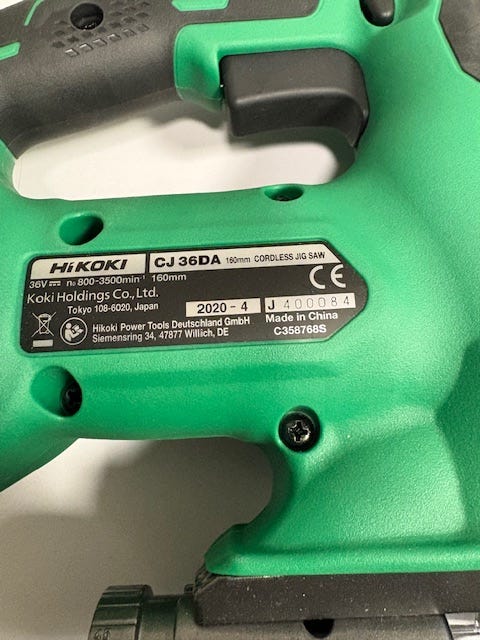 HiKOKI CJ 36DA 160mm CORDLESS JIG SAW
36V⎓ n₀ 800-3500min⁻¹ 160mm
Koki Holdings Co., Ltd.
Tokyo 108-6020, Japan
2020 - 4 J 400084
Hikoki Power Tools Deutschland GmbH Made in China
Siemensring 34, 47877 Willich, DE C358768S
CE